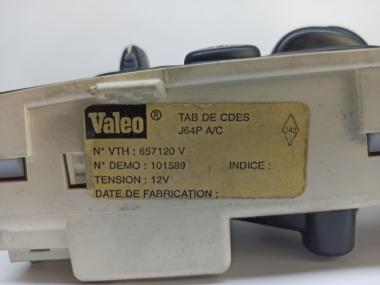 Valeo ® TAB DE CDES
J64P A/C
N° VTH : 657120 V
N° DEMO : 101589 INDICE :
TENSION : 12V
DATE DE FABRICATION :